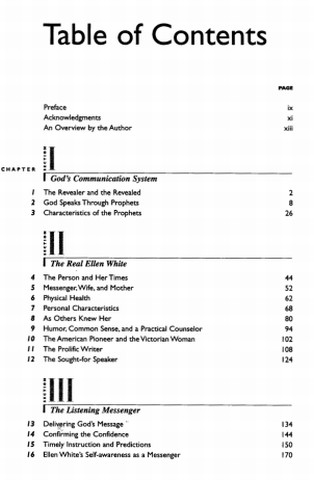 Table of Contents
PAGE
Preface ix
Acknowledgments xi
An Overview by the Author xiii
SECTION I
CHAPTER
God's Communication System
1 The Revealer and the Revealed 2
2 God Speaks Through Prophets 8
3 Characteristics of the Prophets 26
SECTION II
The Real Ellen White
4 The Person and Her Times 44
5 Messenger, Wife, and Mother 52
6 Physical Health 62
7 Personal Characteristics 68
8 As Others Knew Her 80
9 Humor, Common Sense, and a Practical Counselor 94
10 The American Pioneer and the Victorian Woman 102
11 The Prolific Writer 108
12 The Sought-for Speaker 124
SECTION III
The Listening Messenger
13 Delivering God's Message 134
14 Confirming the Confidence 144
15 Timely Instruction and Predictions 150
16 Ellen White's Self-awareness as a Messenger 170